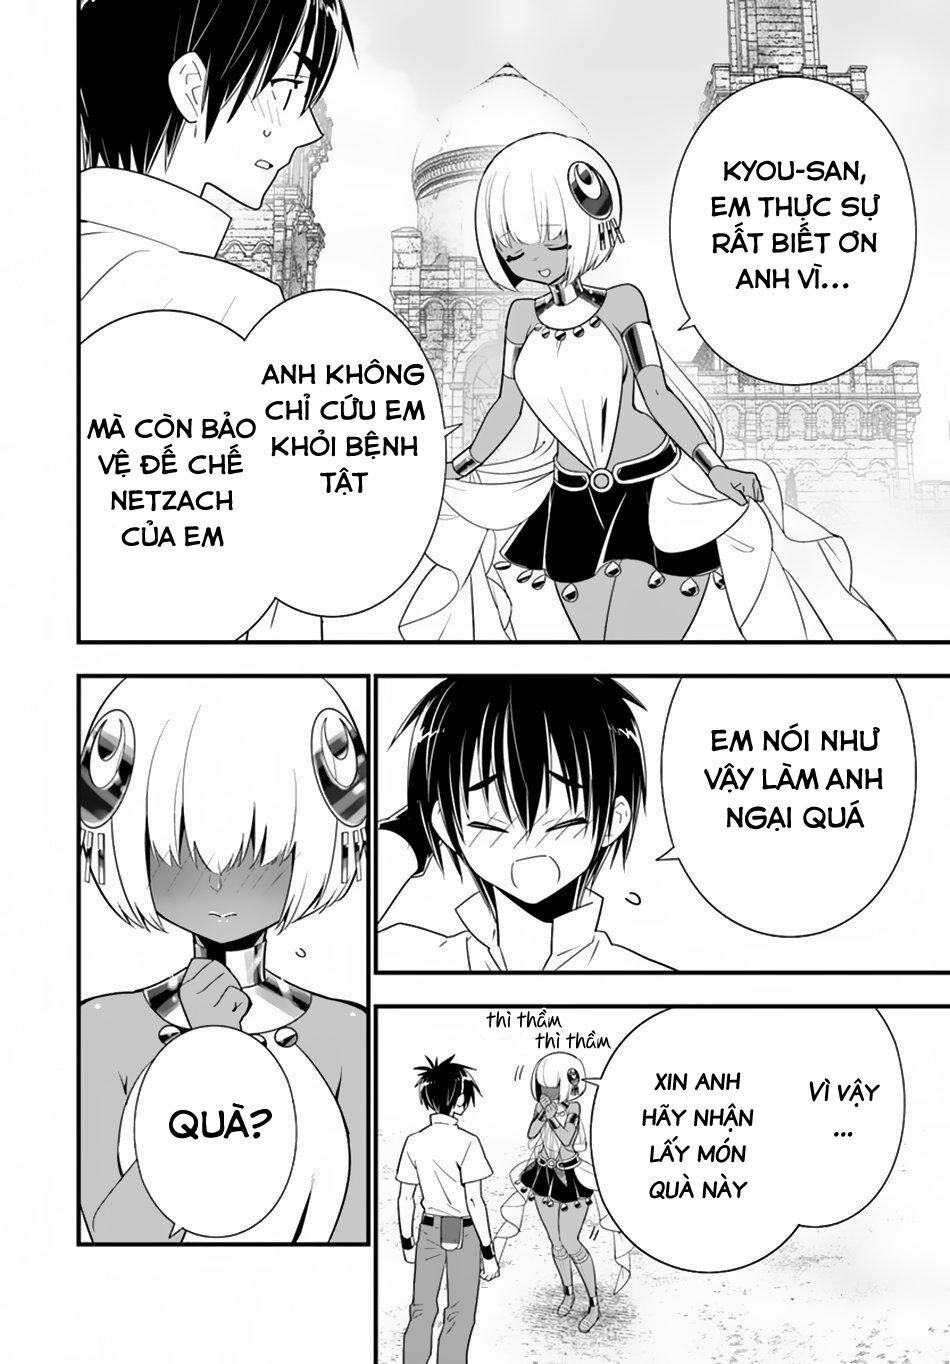 KYOU-SAN,
EM THỰC SỰ
RẤT BIẾT ƠN
ANH VÌ...
ANH KHÔNG
CHỈ CỨU EM
KHỎI BỆNH
TẬT
MÀ CÒN BẢO
VỆ ĐẾ CHẾ
NETZACH
CỦA EM
EM NÓI NHƯ
VẬY LÀM ANH
NGẠI QUÁ
VÌ VẬY
...
XIN ANH
HÃY NHẬN
LẤY MÓN
QUÀ NÀY
thì thầm
thì thầm
QUÀ?